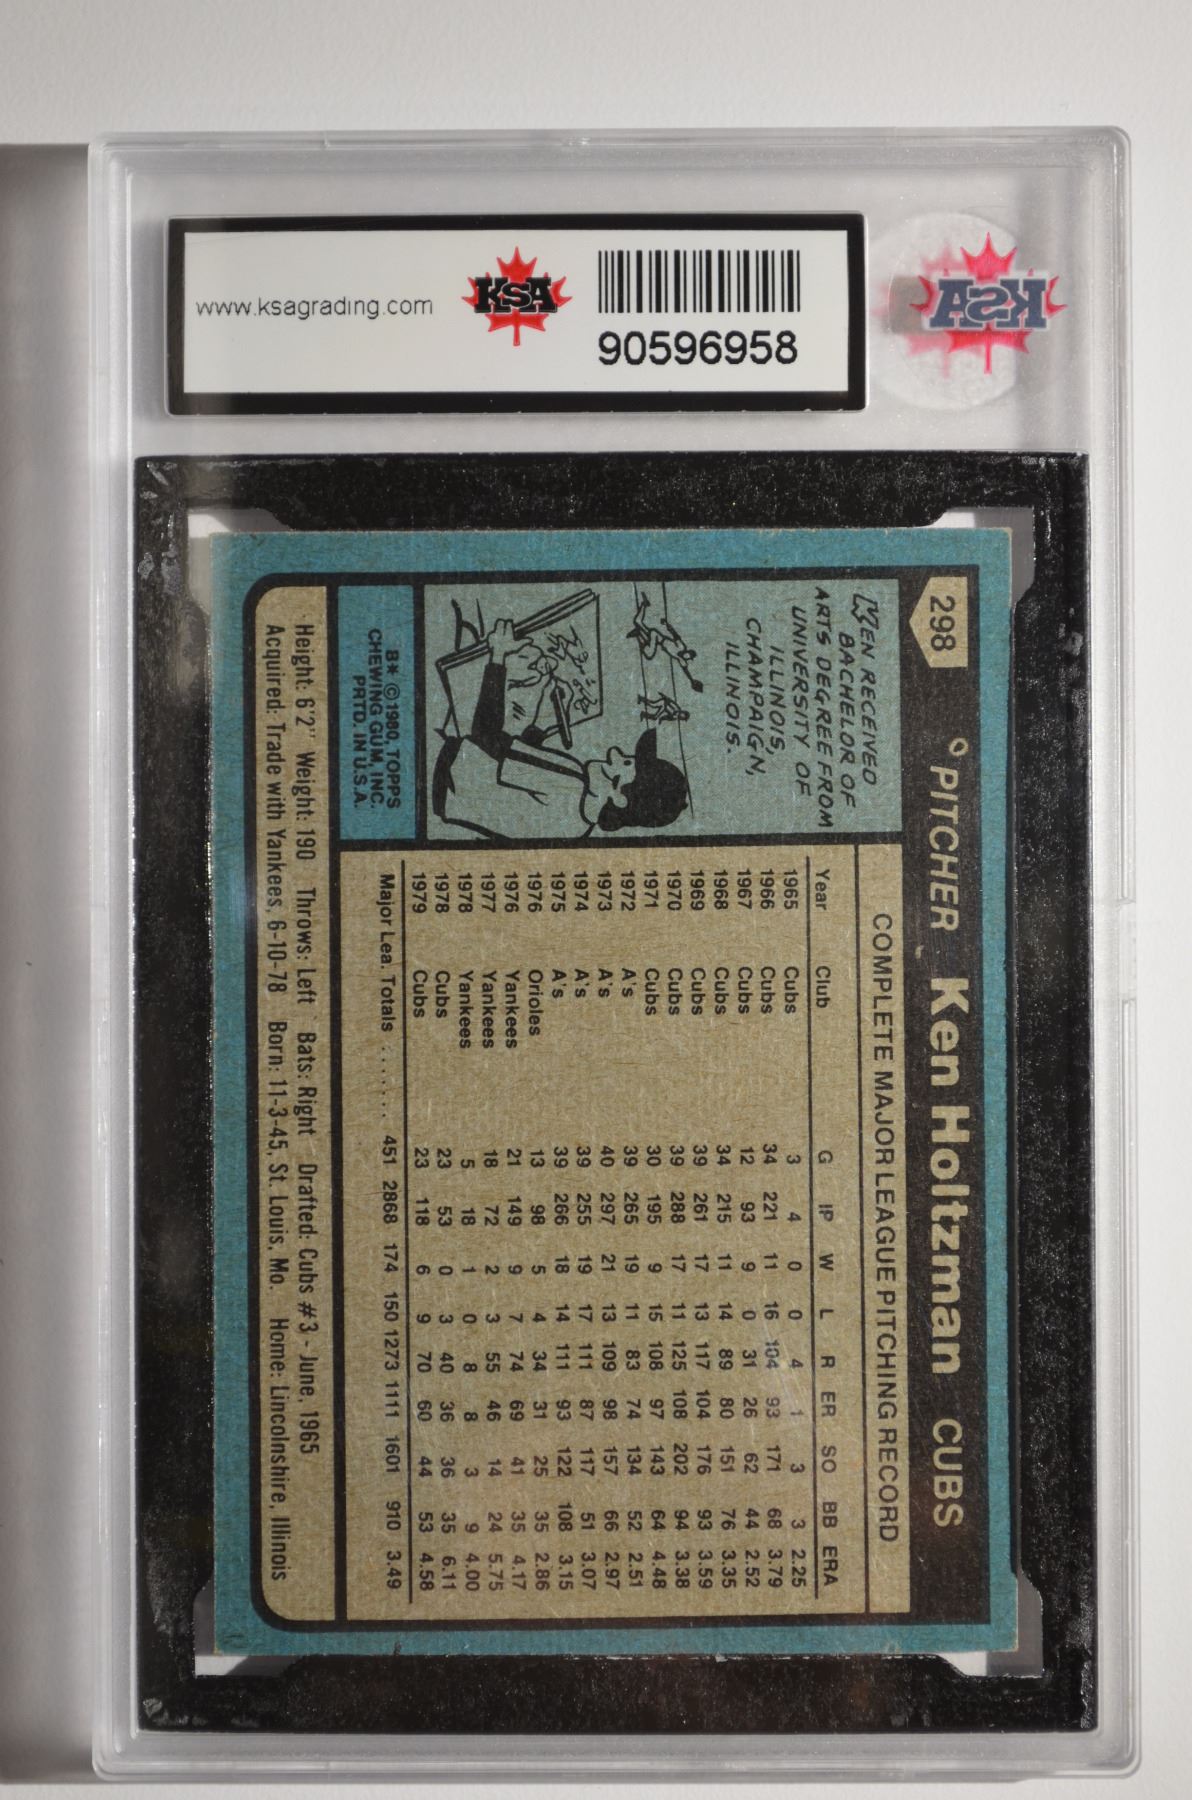 www.ksagrading.com
KSA
90596958
KSA
298
PITCHER Ken Holtzman CUBS
KEN RECEIVED
BACHELOR OF
ARTS DEGREE FROM
UNIVERSITY OF
ILLINOIS,
CHAMPAIGN,
ILLINOIS.
B* ©1980, TOPPS
CHEWING GUM, INC.
PRTD. IN U.S.A.
COMPLETE MAJOR LEAGUE PITCHING RECORD
Year Club G IP W L R ER SO BB ERA
1965 Cubs 3 4 0 0 4 1 3 3 2.25
1966 Cubs 34 221 11 16 104 93 171 68 3.79
1967 Cubs 12 93 9 0 31 26 62 44 2.52
1968 Cubs 34 215 11 14 89 80 151 76 3.35
1969 Cubs 39 261 17 13 117 104 176 93 3.59
1970 Cubs 39 288 17 11 125 108 202 94 3.38
1971 Cubs 30 195 9 15 108 97 143 64 4.48
1972 A's 39 265 19 11 83 74 134 52 2.51
1973 A's 40 297 21 13 109 98 157 66 2.97
1974 A's 39 255 19 17 111 87 117 51 3.07
1975 A's 39 266 18 14 111 93 122 108 3.15
1976 Orioles 13 98 5 4 34 31 25 35 2.86
1976 Yankees 21 149 9 7 74 69 41 35 4.17
1977 Yankees 18 72 2 3 55 46 14 24 5.75
1978 Yankees 5 18 1 0 8 8 3 9 4.00
1978 Cubs 23 53 0 3 40 36 36 35 6.11
1979 Cubs 23 118 6 9 70 60 44 53 4.58
Major Lea. Totals ....... 451 2868 174 150 1273 1111 1601 910 3.49
Height: 6'2" Weight: 190 Throws: Left Bats: Right Drafted: Cubs #3 - June, 1965
Acquired: Trade with Yankees, 6-10-78 Born: 11-3-45, St. Louis, Mo. Home: Lincolnshire, Illinois